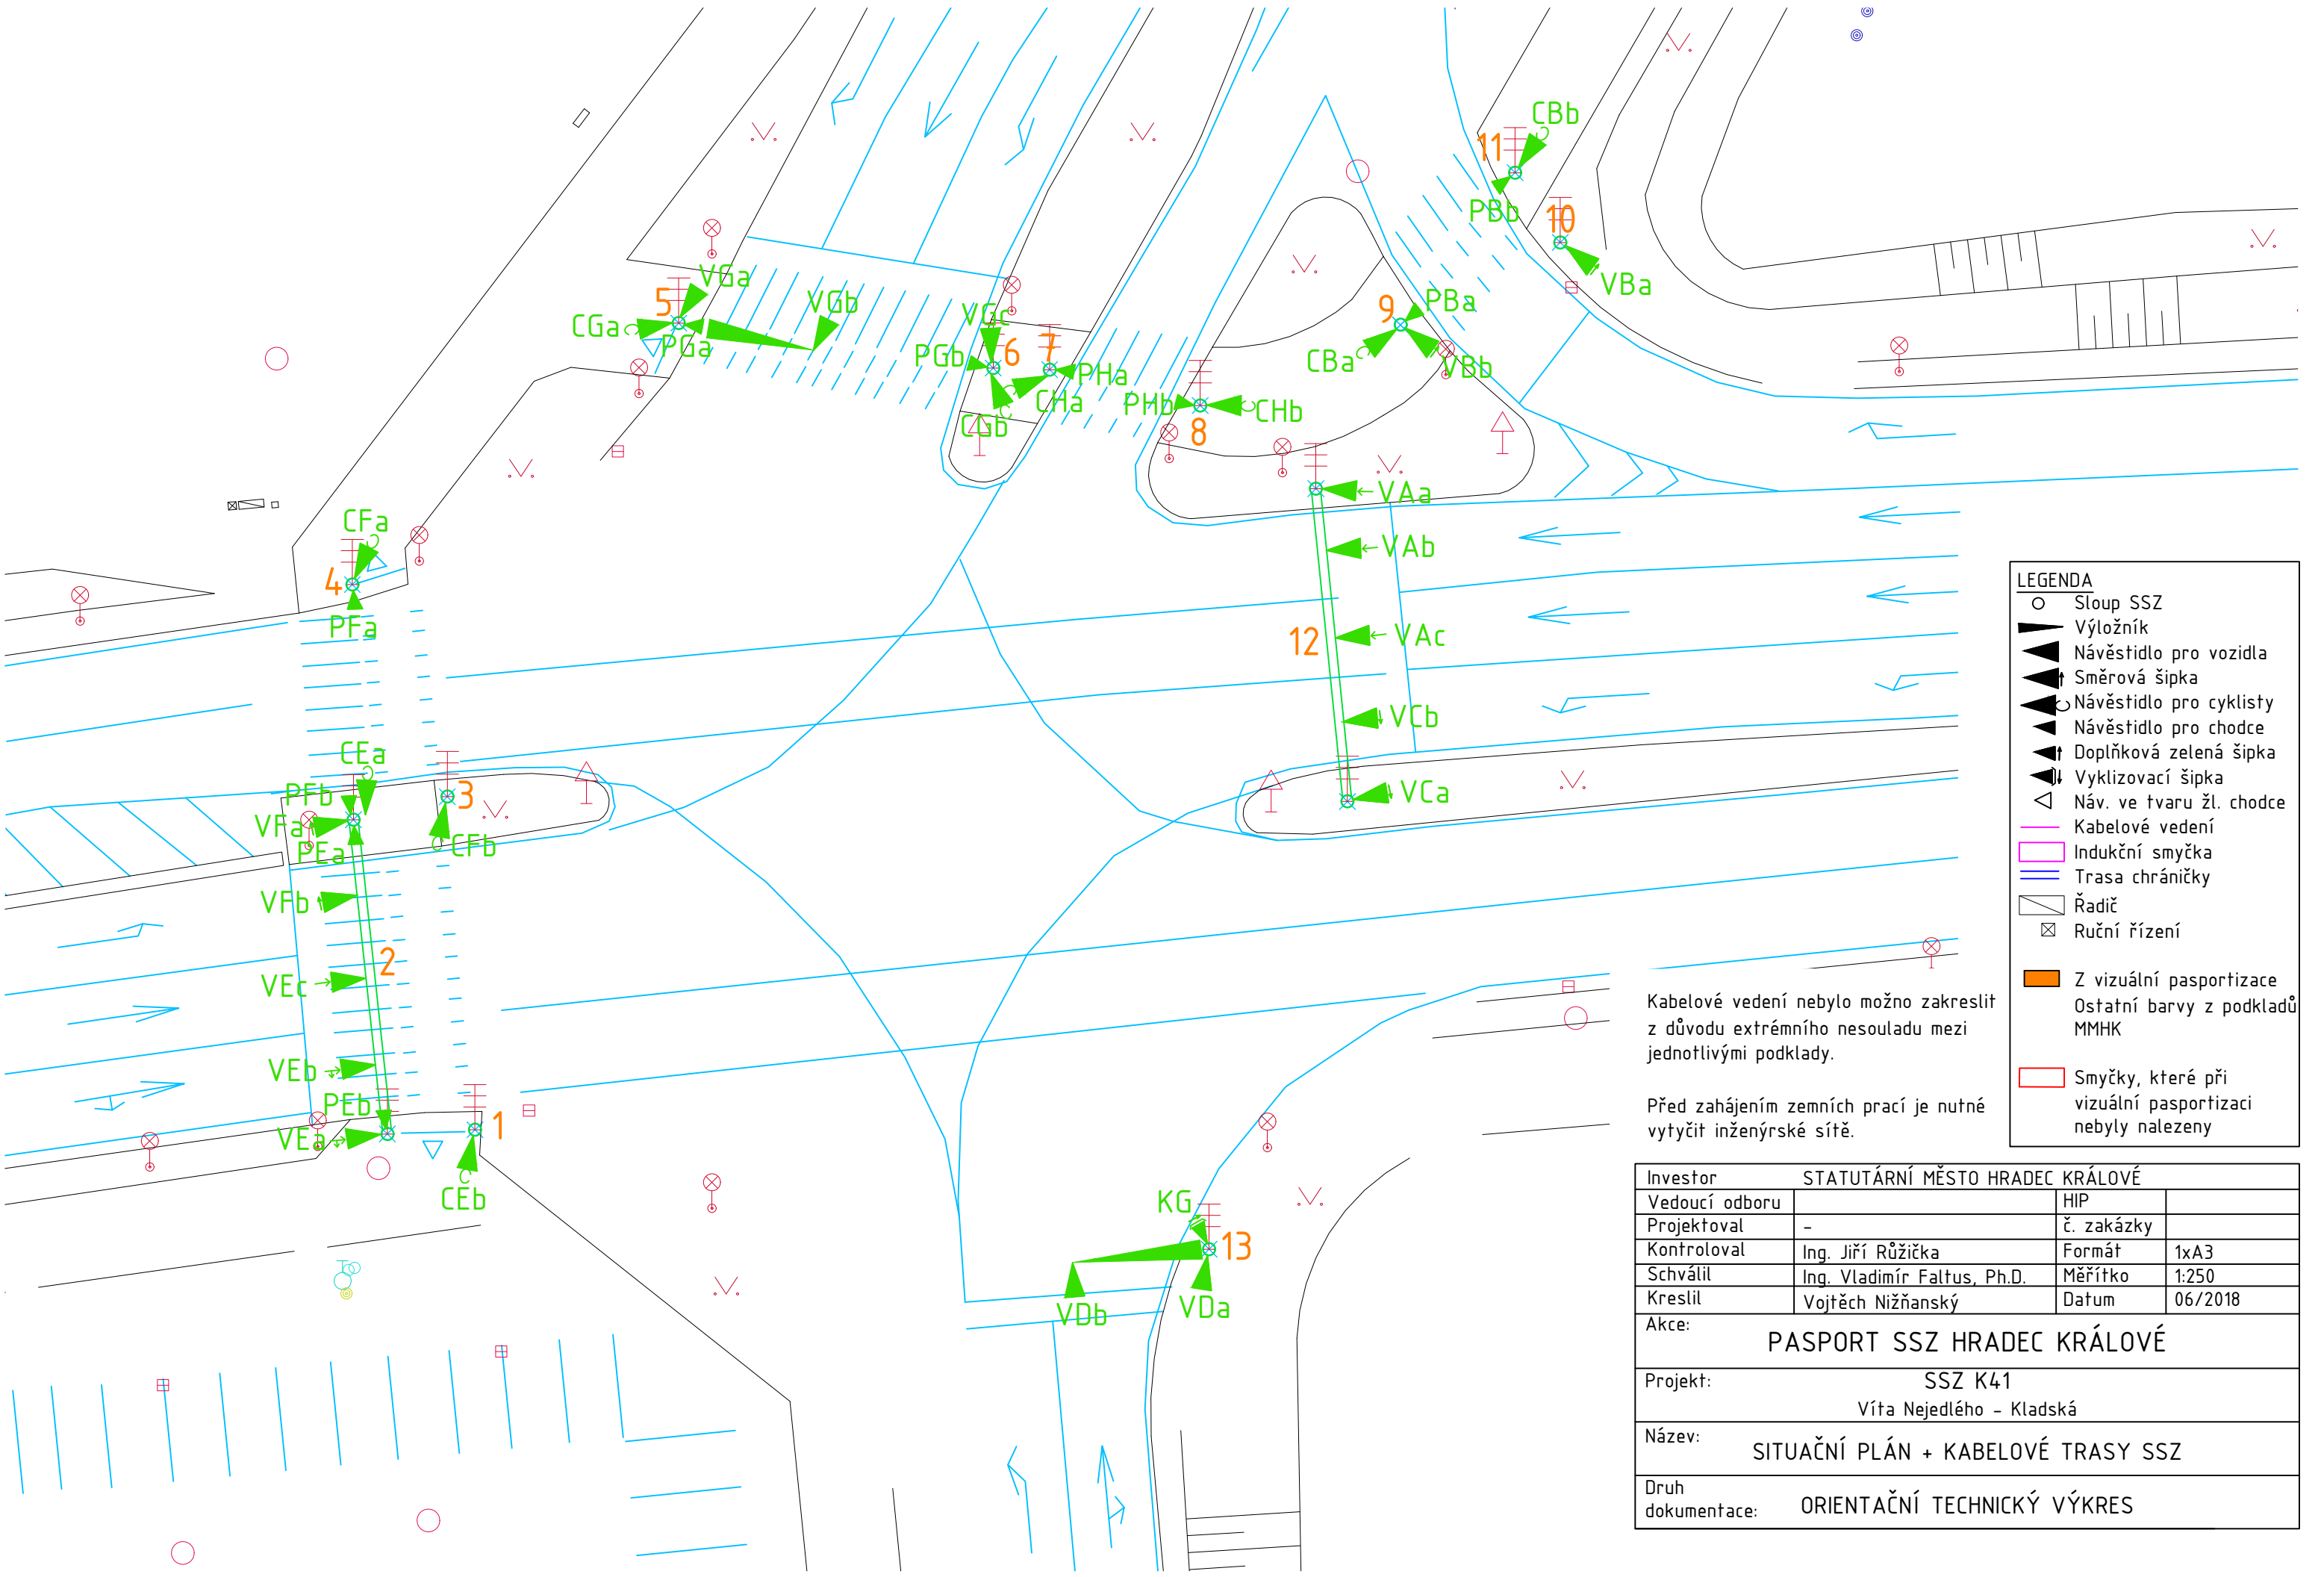 CBb
11
PBb
10
VBa
VGa
5
VGb
CGa
PGa
VGc
6
7
PGb
PHa
CHa
CGb
PHb
CHb
8
9
PBa
CBa
VBb
VAa
VAb
12
VAc
VCb
VCa
CFa
4
PFa
CEa
PFb
3
VFa
PEa
CFb
VFb
2
VEc
VEb
PEb
VEa
1
CEb
KG
13
VDb
VDa
LEGENDA
Sloup SSZ
Výložník
Návěstidlo pro vozidla
Směrová šipka
Návěstidlo pro cyklisty
Návěstidlo pro chodce
Doplňková zelená šipka
Vyklizovací šipka
Náv. ve tvaru žl. chodce
Kabelové vedení
Indukční smyčka
Trasa chráničky
Řadič
Ruční řízení
Z vizuální pasportizace
Ostatní barvy z podkladů
MMHK
Smyčky, které při
vizuální pasportizaci
nebyly nalezeny
Kabelové vedení nebylo možno zakreslit
z důvodu extrémního nesouladu mezi
jednotlivými podklady.
Před zahájením zemních prací je nutné
vytyčit inženýrské sítě.
Investor STATUTÁRNÍ MĚSTO HRADEC KRÁLOVÉ
Vedoucí odboru HIP
Projektoval - č. zakázky
Kontroloval Ing. Jiří Růžička Formát 1xA3
Schválil Ing. Vladimír Faltus, Ph.D. Měřítko 1:250
Kreslil Vojtěch Nižňanský Datum 06/2018
Akce:
PASPORT SSZ HRADEC KRÁLOVÉ
Projekt: SSZ K41
Víta Nejedlého - Kladská
Název:
SITUAČNÍ PLÁN + KABELOVÉ TRASY SSZ
Druh
dokumentace: ORIENTAČNÍ TECHNICKÝ VÝKRES